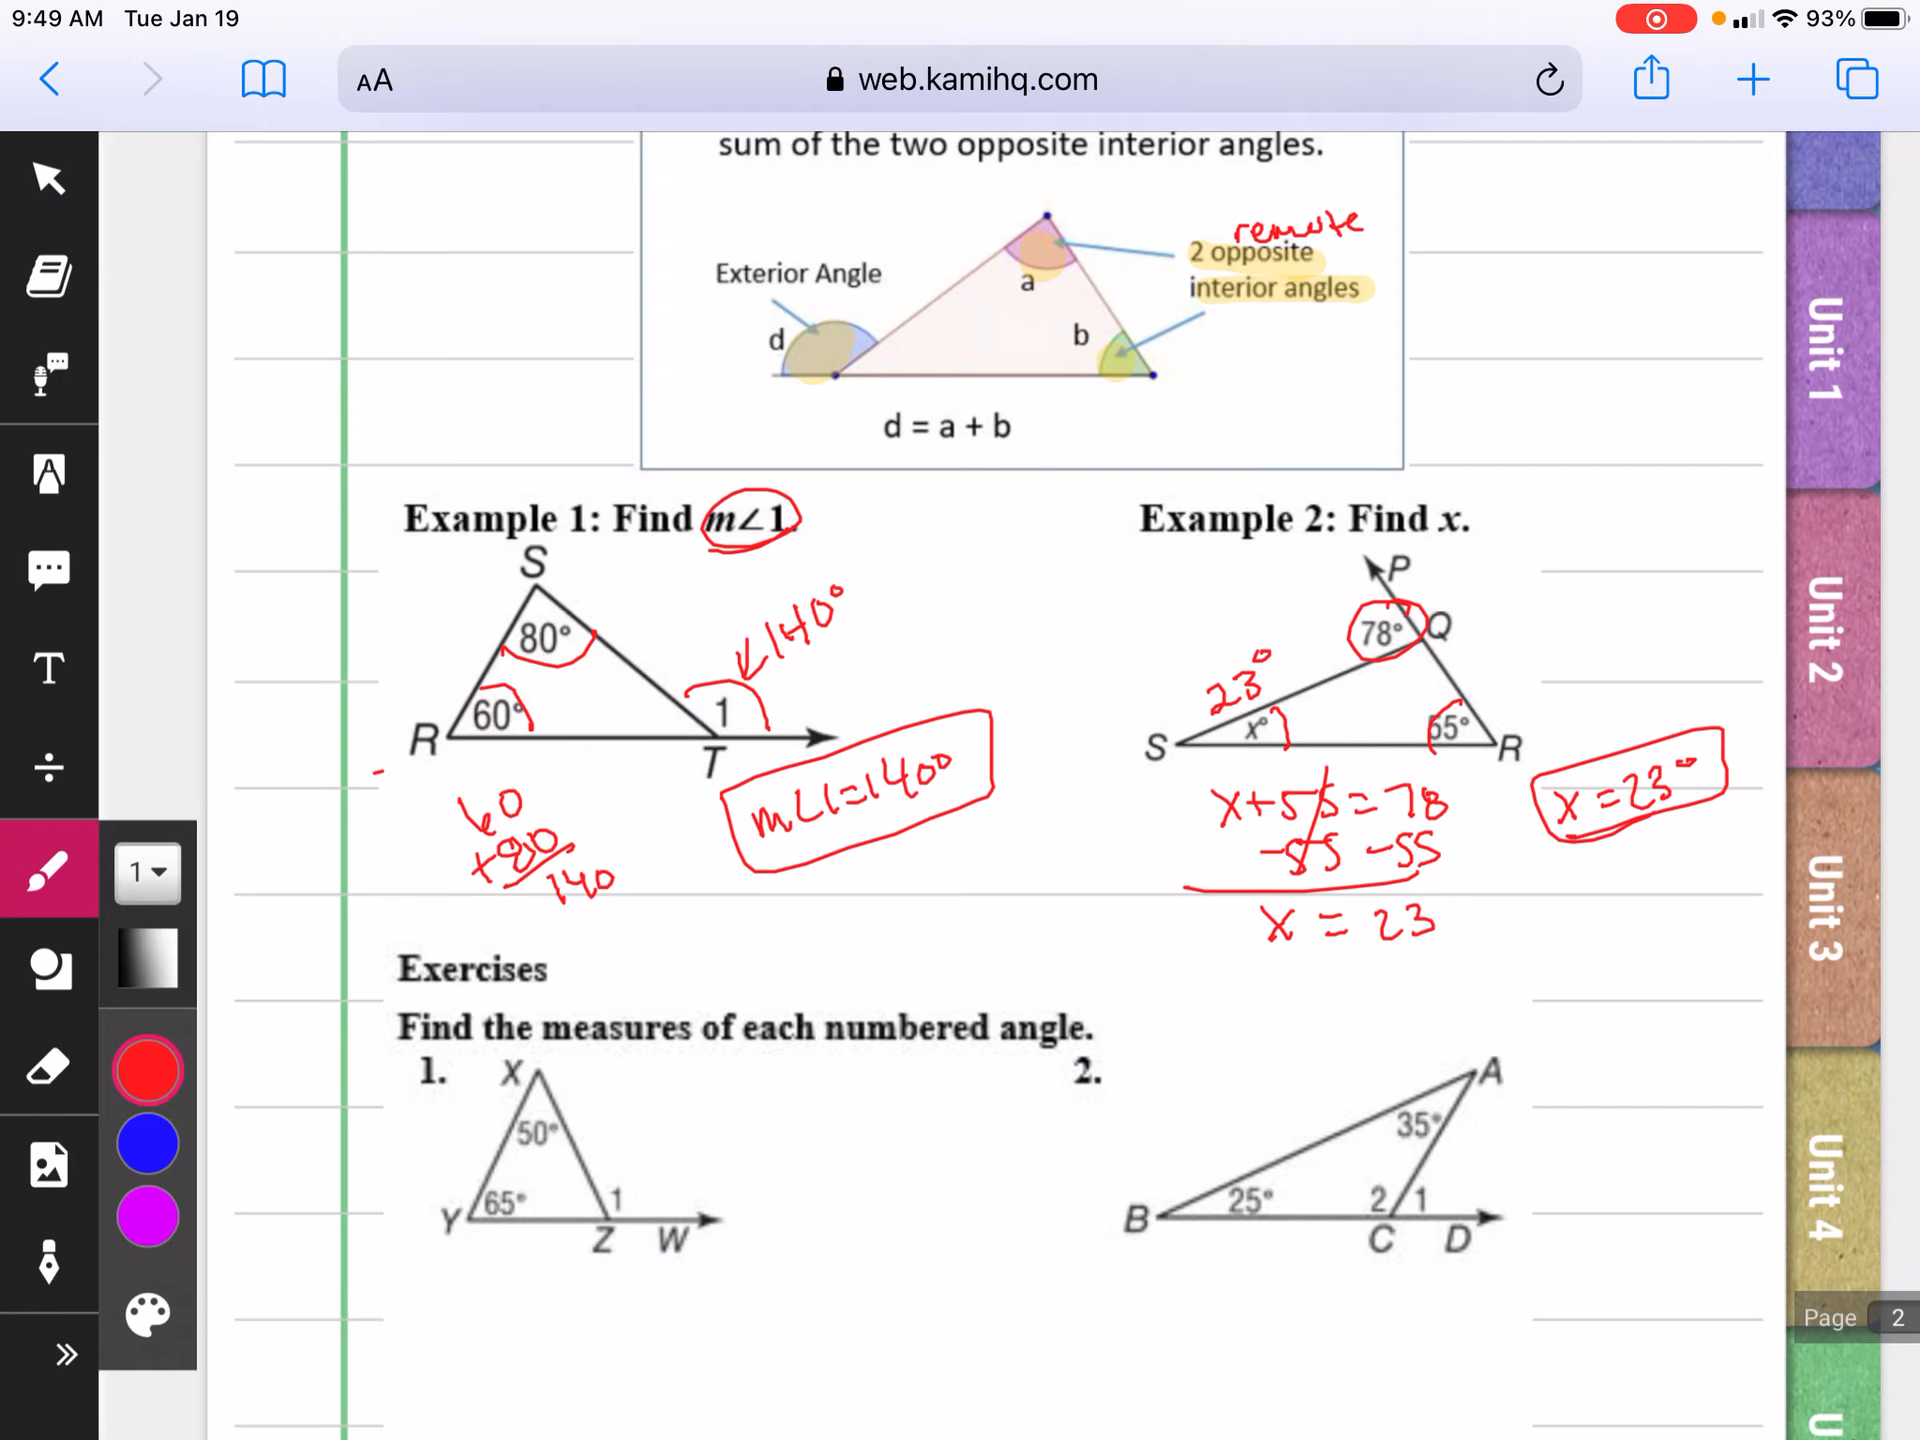 9:49 AM Tue Jan 19
93%
AA
web.kamihq.com
sum of the two opposite interior angles.
remote
2 opposite
interior angles
Exterior Angle
a
b
d
d = a + b
Unit 1
Unit 2
Unit 3
Unit 4
U
Example 1: Find m∠1.
S
80°
60°
R
1
T
140°
60
+80
140
m∠1=140°
Example 2: Find x.
P
78°
Q
23°
S
x°
55°
R
x+55=78
-55 -55
x = 23
x = 23°
T
1
Exercises
Find the measures of each numbered angle.
1.
X
50°
65°
1
Y
Z
W
2.
A
35°
25°
2
1
B
C
D
Page 2